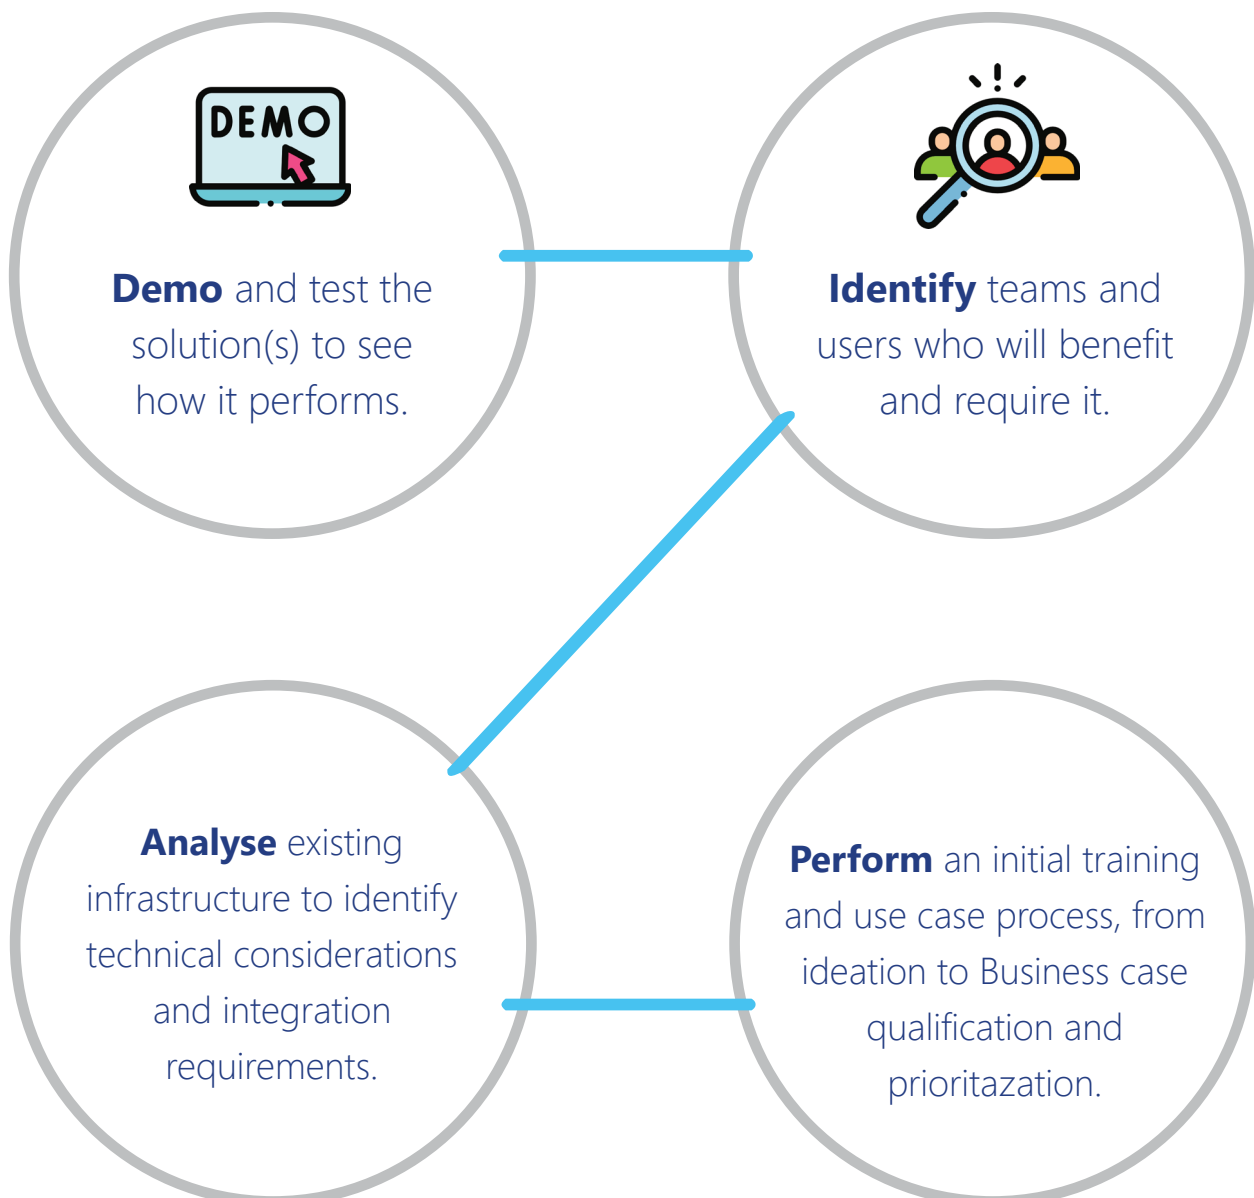 DEMO
Demo and test the
solution(s) to see
how it performs.
Identify teams and
users who will benefit
and require it.
Analyse existing
infrastructure to identify
technical considerations
and integration
requirements.
Perform an initial training
and use case process, from
ideation to Business case
qualification and
prioritazation.